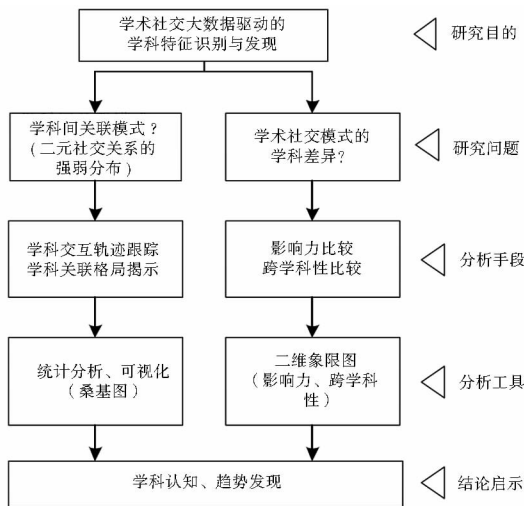 学术社交大数据驱动的
学科特征识别与发现
研究目的
学科间关联模式?
(二元社交关系的
强弱分布)
学术社交模式的
学科差异?
研究问题
学科交互轨迹跟踪
学科关联格局揭示
影响力比较
跨学科性比较
分析手段
统计分析、可视化
(桑基图)
二维象限图
(影响力、跨学科
性)
分析工具
学科认知、趋势发现
结论启示